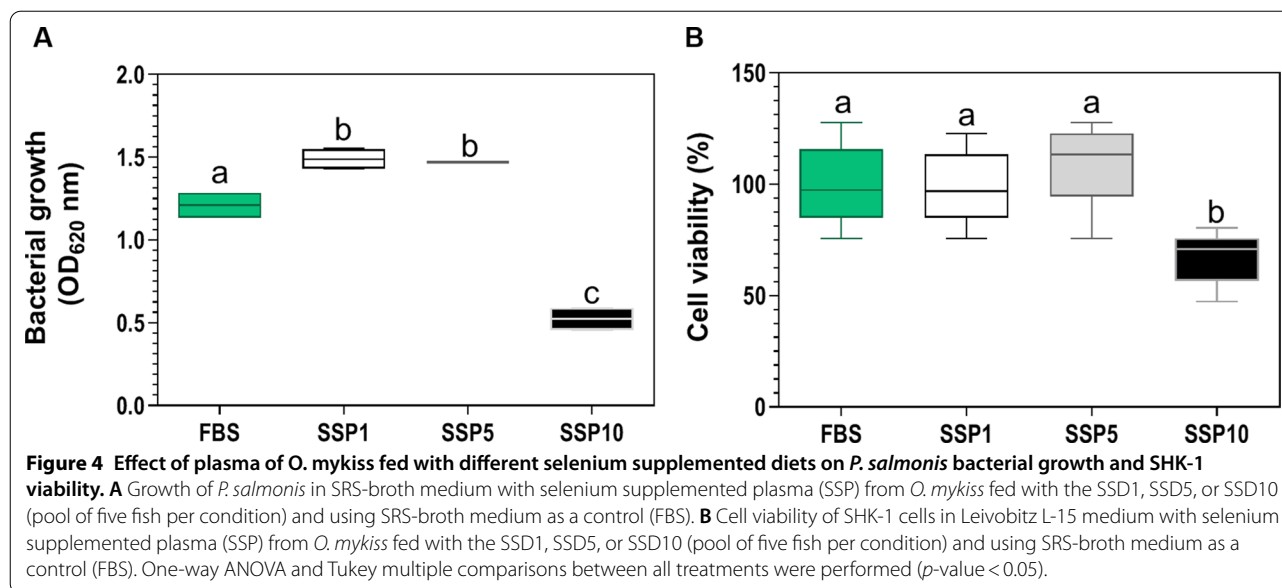 A
Bacterial growth
(OD620 nm)
2.0
1.5
1.0
0.5
0.0
a
b
b
c
FBS SSP1 SSP5 SSP10
B
Cell viability (%)
150
100
50
0
a
a
a
b
FBS SSP1 SSP5 SSP10
Figure 4 Effect of plasma of O. mykiss fed with different selenium supplemented diets on P. salmonis bacterial growth and SHK-1
viability. A Growth of P. salmonis in SRS-broth medium with selenium supplemented plasma (SSP) from O. mykiss fed with the SSD1, SSD5, or SSD10
(pool of five fish per condition) and using SRS-broth medium as a control (FBS). B Cell viability of SHK-1 cells in Leivobitz L-15 medium with selenium
supplemented plasma (SSP) from O. mykiss fed with the SSD1, SSD5, or SSD10 (pool of five fish per condition) and using SRS-broth medium as a
control (FBS). One-way ANOVA and Tukey multiple comparisons between all treatments were performed (p-value < 0.05).